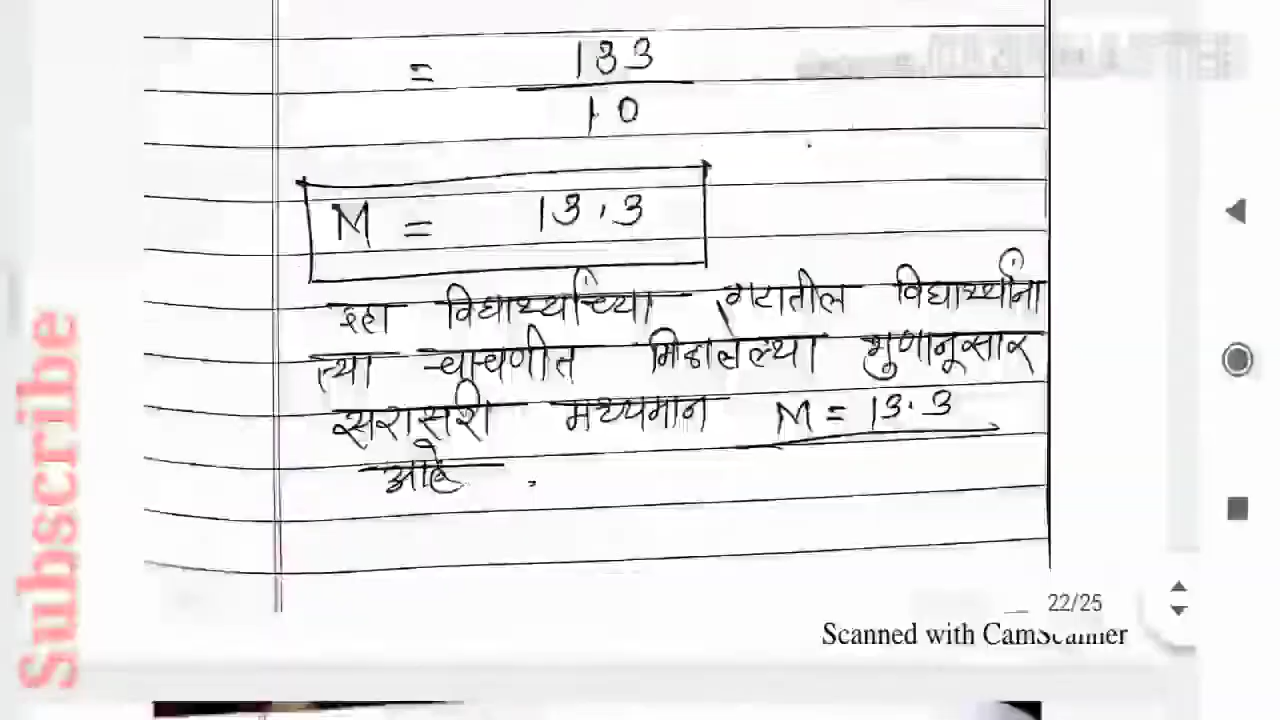 = 133
10
M = 13.3
दहा विद्यार्थ्यांच्या गटातील विद्यार्थ्यांना
त्या चाचणीत मिळालेल्या गुणानूसार
सरासरी मध्यमान M = 13.3
आहे .
22/25
Scanned with CamScanner
Subscribe